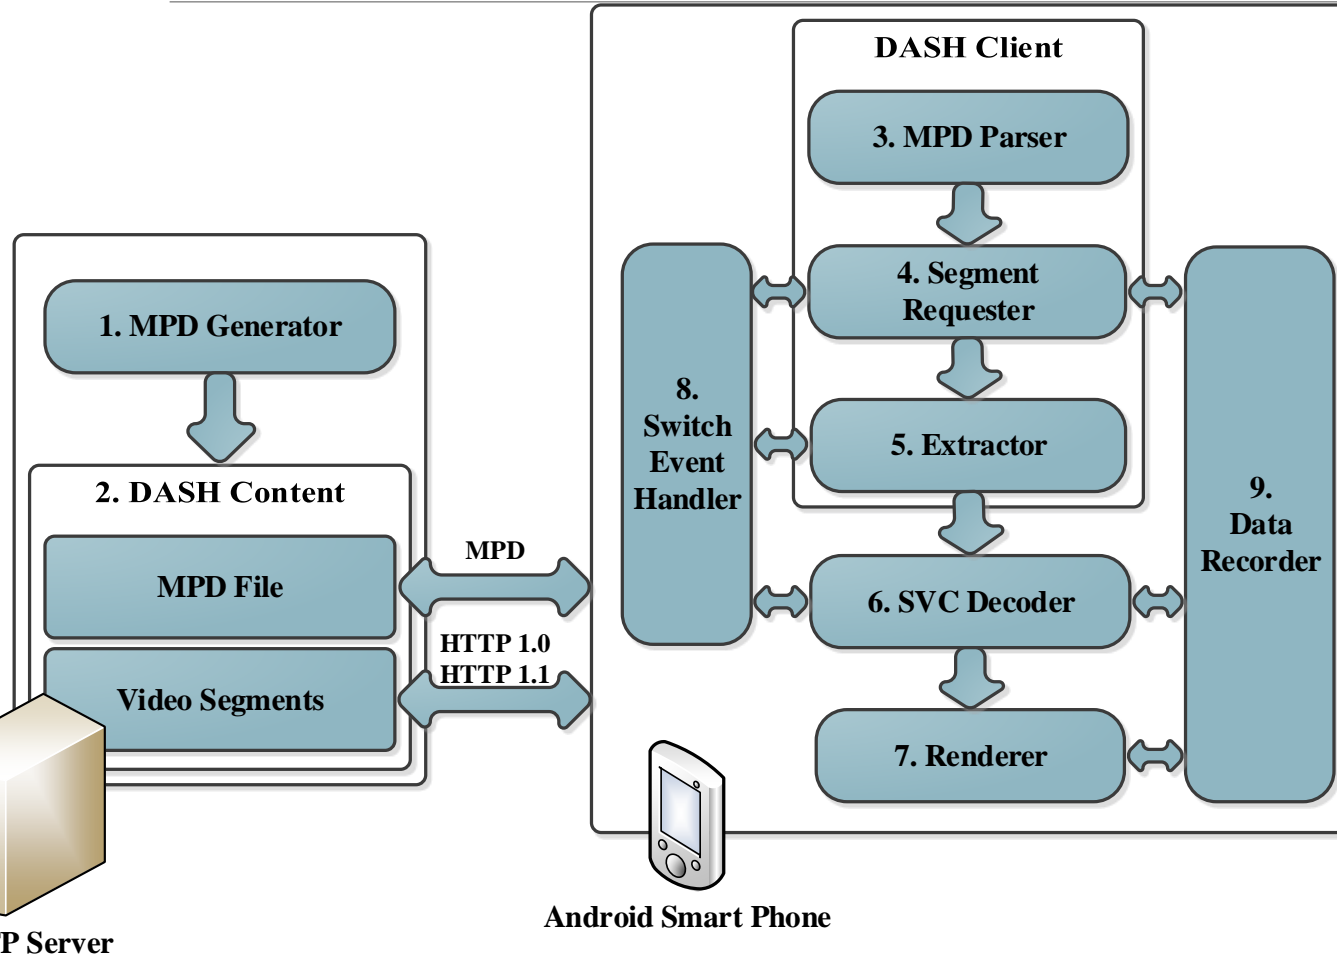 DASH Client
3. MPD Parser
4. Segment
Requester
5. Extractor
6. SVC Decoder
7. Renderer
8.
Switch
Event
Handler
9.
Data
Recorder
1. MPD Generator
2. DASH Content
MPD File
Video Segments
MPD
HTTP 1.0
HTTP 1.1
Android Smart Phone
P Server